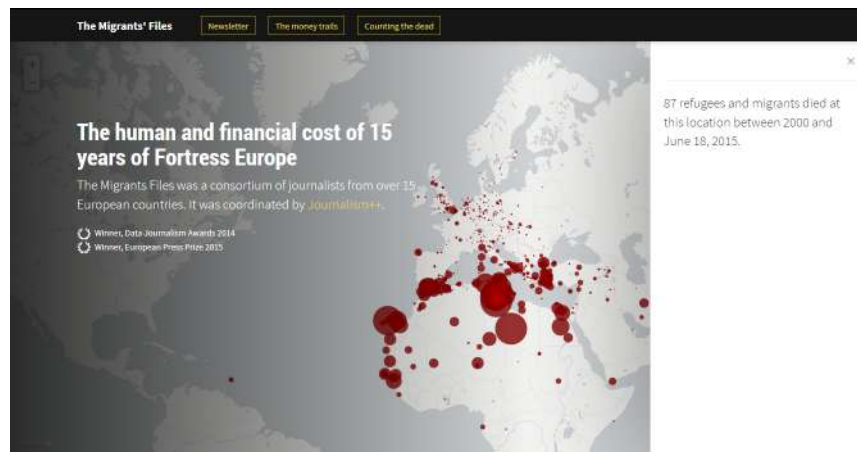 The Migrants' Files
Newsletter
The money trails
Counting the dead
+
-
The human and financial cost of 15
years of Fortress Europe
The Migrants Files was a consortium of journalists from over 15
European countries. It was coordinated by Journalism++.
Winner, Data Journalism Awards 2014
Winner, European Press Prize 2015
×
87 refugees and migrants died at
this location between 2000 and
June 18, 2015.